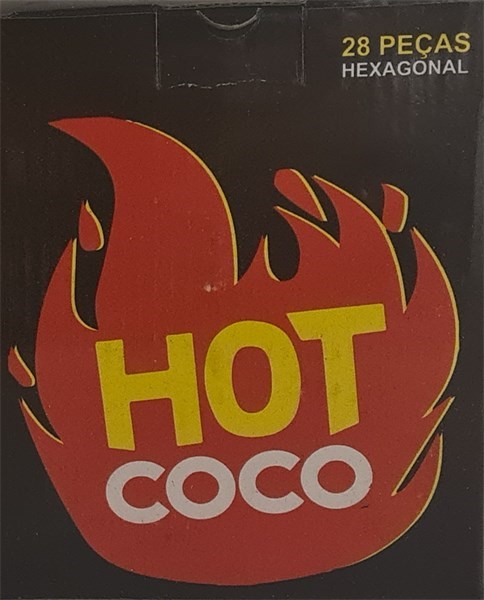 28 PEÇAS
HEXAGONAL
HOT
COCO